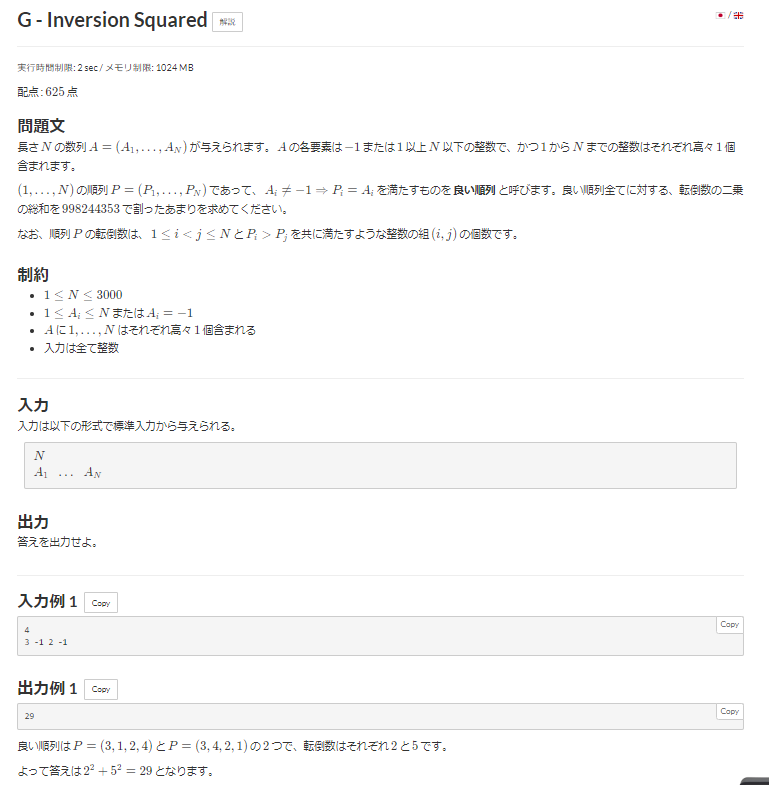 G - Inversion Squared 解説 /
実行時間制限: 2 sec / メモリ制限: 1024 MB
配点 : 625 点
問題文
長さ N の数列 A = (A₁, . . . , A_N) が与えられます。 A の各要素は −1 または 1 以上 N 以下の整数で、かつ 1 から N までの整数はそれぞれ高々 1 個
含まれます。
(1, . . . , N) の順列 P = (P₁, . . . , P_N) であって、 A_i ≠ −1 ⇒ P_i = A_i を満たすものを 良い順列 と呼びます。良い順列全てに対する、転倒数の二乗
の総和を 998244353 で割ったあまりを求めてください。
なお、順列 P の転倒数は、 1 ≤ i < j ≤ N と P_i > P_j を共に満たすような整数の組 (i, j) の個数です。
制約
• 1 ≤ N ≤ 3000
• 1 ≤ A_i ≤ N または A_i = −1
• A に 1, . . . , N はそれぞれ高々 1 個含まれる
• 入力は全て整数
入力
入力は以下の形式で標準入力から与えられる。
N
A₁ . . . A_N
出力
答えを出力せよ。
入力例 1 Copy
Copy
4
3 -1 2 -1
出力例 1 Copy
Copy
29
良い順列は P = (3, 1, 2, 4) と P = (3, 4, 2, 1) の 2 つで、転倒数はそれぞれ 2 と 5 です。
よって答えは 2² + 5² = 29 となります。